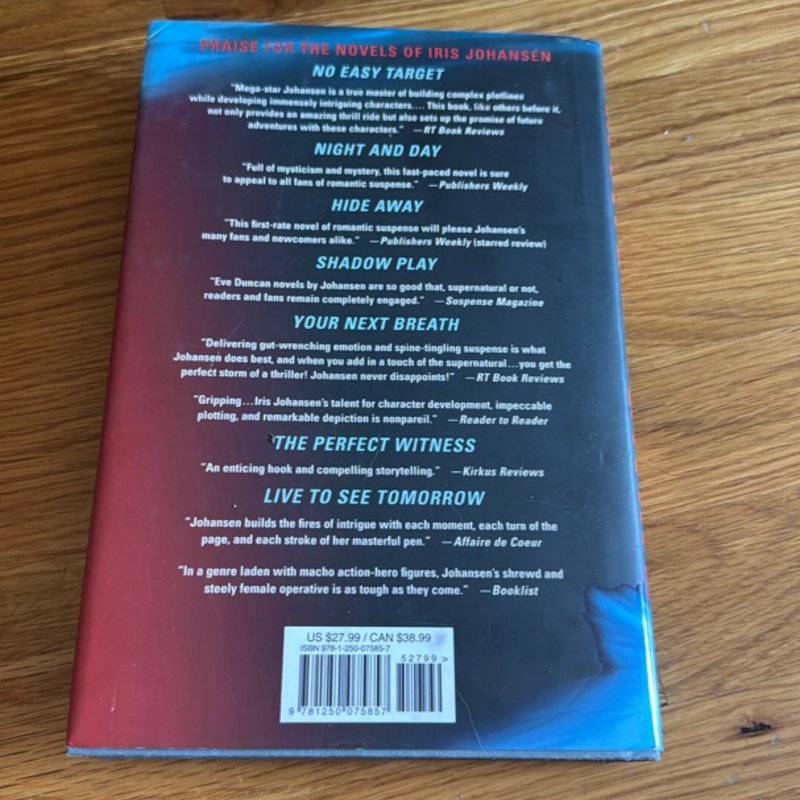 PRAISE FOR THE NOVELS OF IRIS JOHANSEN
NO EASY TARGET
"Mega-star Johansen is a true master of building complex plotlines
while developing immensely intriguing characters.... This book, like others before it,
not only provides an amazing thrill ride but also sets up the promise of future
adventures with these characters." —RT Book Reviews
NIGHT AND DAY
"Full of mysticism and mystery, this fast-paced novel is sure
to appeal to all fans of romantic suspense." —Publishers Weekly
HIDE AWAY
"This first-rate novel of romantic suspense will please Johansen's
many fans and newcomers alike." —Publishers Weekly (starred review)
SHADOW PLAY
"Eve Duncan novels by Johansen are so good that, supernatural or not,
readers and fans remain completely engaged." —Suspense Magazine
YOUR NEXT BREATH
"Delivering gut-wrenching emotion and spine-tingling suspense is what
Johansen does best, and when you add in a touch of the supernatural...you get the
perfect storm of a thriller! Johansen never disappoints!" —RT Book Reviews
"Gripping...Iris Johansen's talent for character development, impeccable
plotting, and remarkable depiction is nonpareil." —Reader to Reader
THE PERFECT WITNESS
"An enticing hook and compelling storytelling." —Kirkus Reviews
LIVE TO SEE TOMORROW
"Johansen builds the fires of intrigue with each moment, each turn of the
page, and each stroke of her masterful pen." —Affaire de Coeur
"In a genre laden with macho action-hero figures, Johansen's shrewd and
steely female operative is as tough as they come." —Booklist
US $27.99 / CAN $38.99
ISBN 978-1-250-07585-7
52799>
9 781250 075857